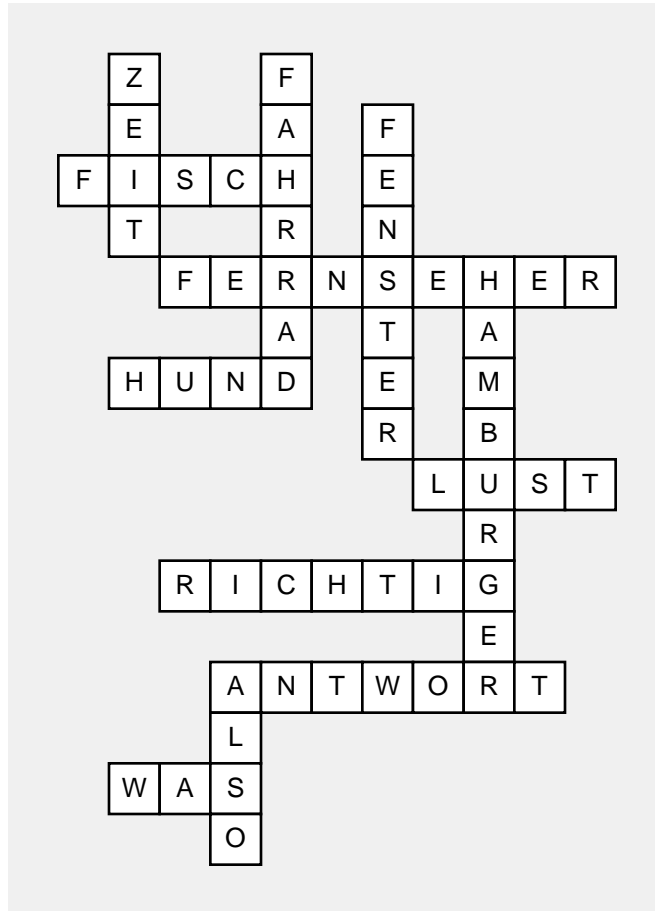 Z F
E A F
F I S C H E
T R N
F E R N S E H E R
A T A
H U N D E M
R B
L U S T
R
R I C H T I G
E
A N T W O R T
L
W A S
O